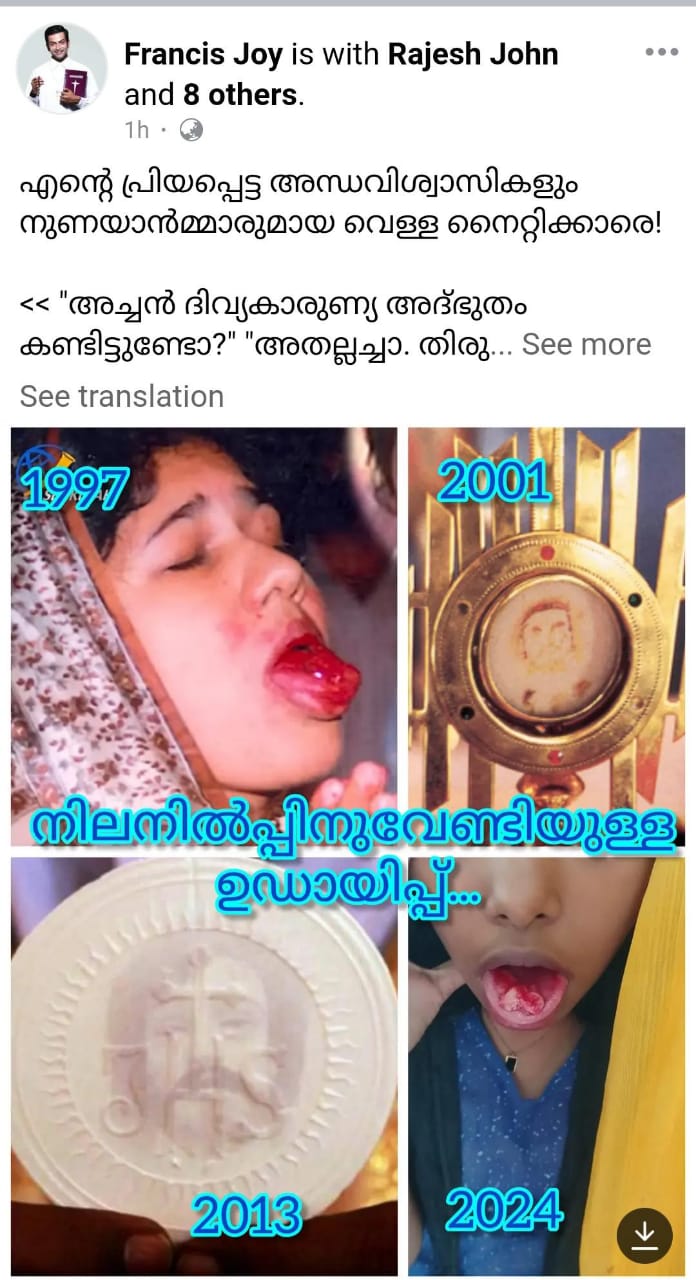 Francis Joy is with Rajesh John
and 8 others.
1h ·
എന്റെ പ്രിയപ്പെട്ട അന്ധവിശ്വാസികളും
നുണയാൻമ്മാരുമായ വെള്ള നൈറ്റിക്കാരെ!
<< "അച്ചൻ ദിവ്യകാരുണ്യ അദ്ഭുതം
കണ്ടിട്ടുണ്ടോ?" "അതല്ലച്ചാ. തിരു... See more
See translation
1997
2001
നിലനിൽപ്പിനുവേണ്ടിയുള്ള
ഉഡായിപ്പ്...
JHS
2013
2024